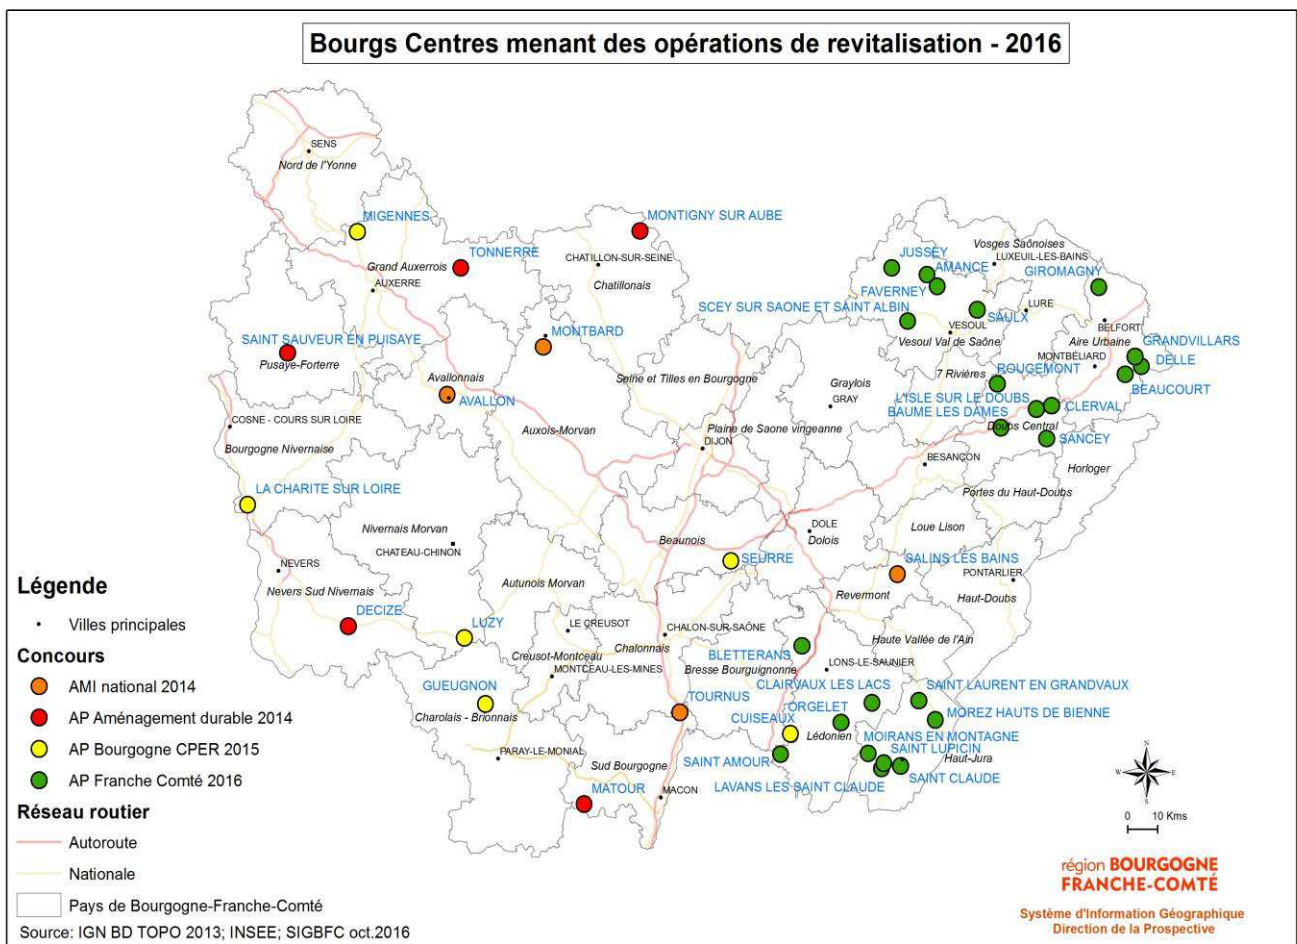 Bourgs Centres menant des opérations de revitalisation - 2016
SENS
Nord de l'Yonne
MIGENNES
MONTIGNY SUR AUBE
TONNERRE
Grand Auxerrois
AUXERRE
CHATILLON-SUR-SEINE
Chatillonais
JUSSEY
Vosges Saônoises
LUXEUIL-LES-BAINS
AMANCE
GIROMAGNY
FAVERNEY
SCEY SUR SAONE ET SAINT ALBIN
LURE
SAULX
VESOUL
Vesoul Val de Saône
BELFORT
Aire Urbaine
SAINT SAUVEUR EN PUISAYE
Pusaye-Forterre
MONTBARD
GRANDVILLARS
MONTBÉLIARD
DELLE
Avallonnais
AVALLON
Seine et Tilles en Bourgogne
7 Rivières
ROUGEMONT
BEAUCOURT
Graylois
GRAY
L'ISLE SUR LE DOUBS
CLERVAL
BAUME LES DAMES
Doubs Central
SANCEY
COSNE - COURS SUR LOIRE
Bourgogne Nivernaise
Auxois-Morvan
Plaine de Saone vingeanne
DIJON
BESANÇON
Horloger
LA CHARITE SUR LOIRE
Portes du Haut-Doubs
Nivernais Morvan
CHATEAU-CHINON
Beaunois
DOLE
Dolois
Loue Lison
SEURRE
SALINS LES BAINS
NEVERS
Nevers Sud Nivernais
Autunois Morvan
PONTARLIER
Revermont
Haut-Doubs
DECIZE
LUZY
LE CREUSOT
CHALON-SUR-SAÔNE
Chalonnais
Haute Vallée de l'Ain
Creusot-Montceau
MONTCEAU-LES-MINES
BLETTERANS
Bresse Bourguignonne
LONS-LE-SAUNIER
GUEUGNON
Charolais - Brionnais
TOURNUS
CLAIRVAUX LES LACS
SAINT LAURENT EN GRANDVAUX
ORGELET
CUISEAUX
MOREZ HAUTS DE BIENNE
Lédonien
MOIRANS EN MONTAGNE
PARAY-LE-MONIAL
Sud Bourgogne
SAINT AMOUR
SAINT LUPICIN
Haut-Jura
SAINT CLAUDE
LAVANS LES SAINT CLAUDE
MATOUR
MACON
Légende
Villes principales
Concours
AMI national 2014
AP Aménagement durable 2014
AP Bourgogne CPER 2015
AP Franche Comté 2016
Réseau routier
Autoroute
Nationale
Pays de Bourgogne-Franche-Comté
Source: IGN BD TOPO 2013; INSEE; SIGBFC oct.2016
N
W E
S
0 10 Kms
région BOURGOGNE
FRANCHE-COMTÉ
Système d'Information Géographique
Direction de la Prospective